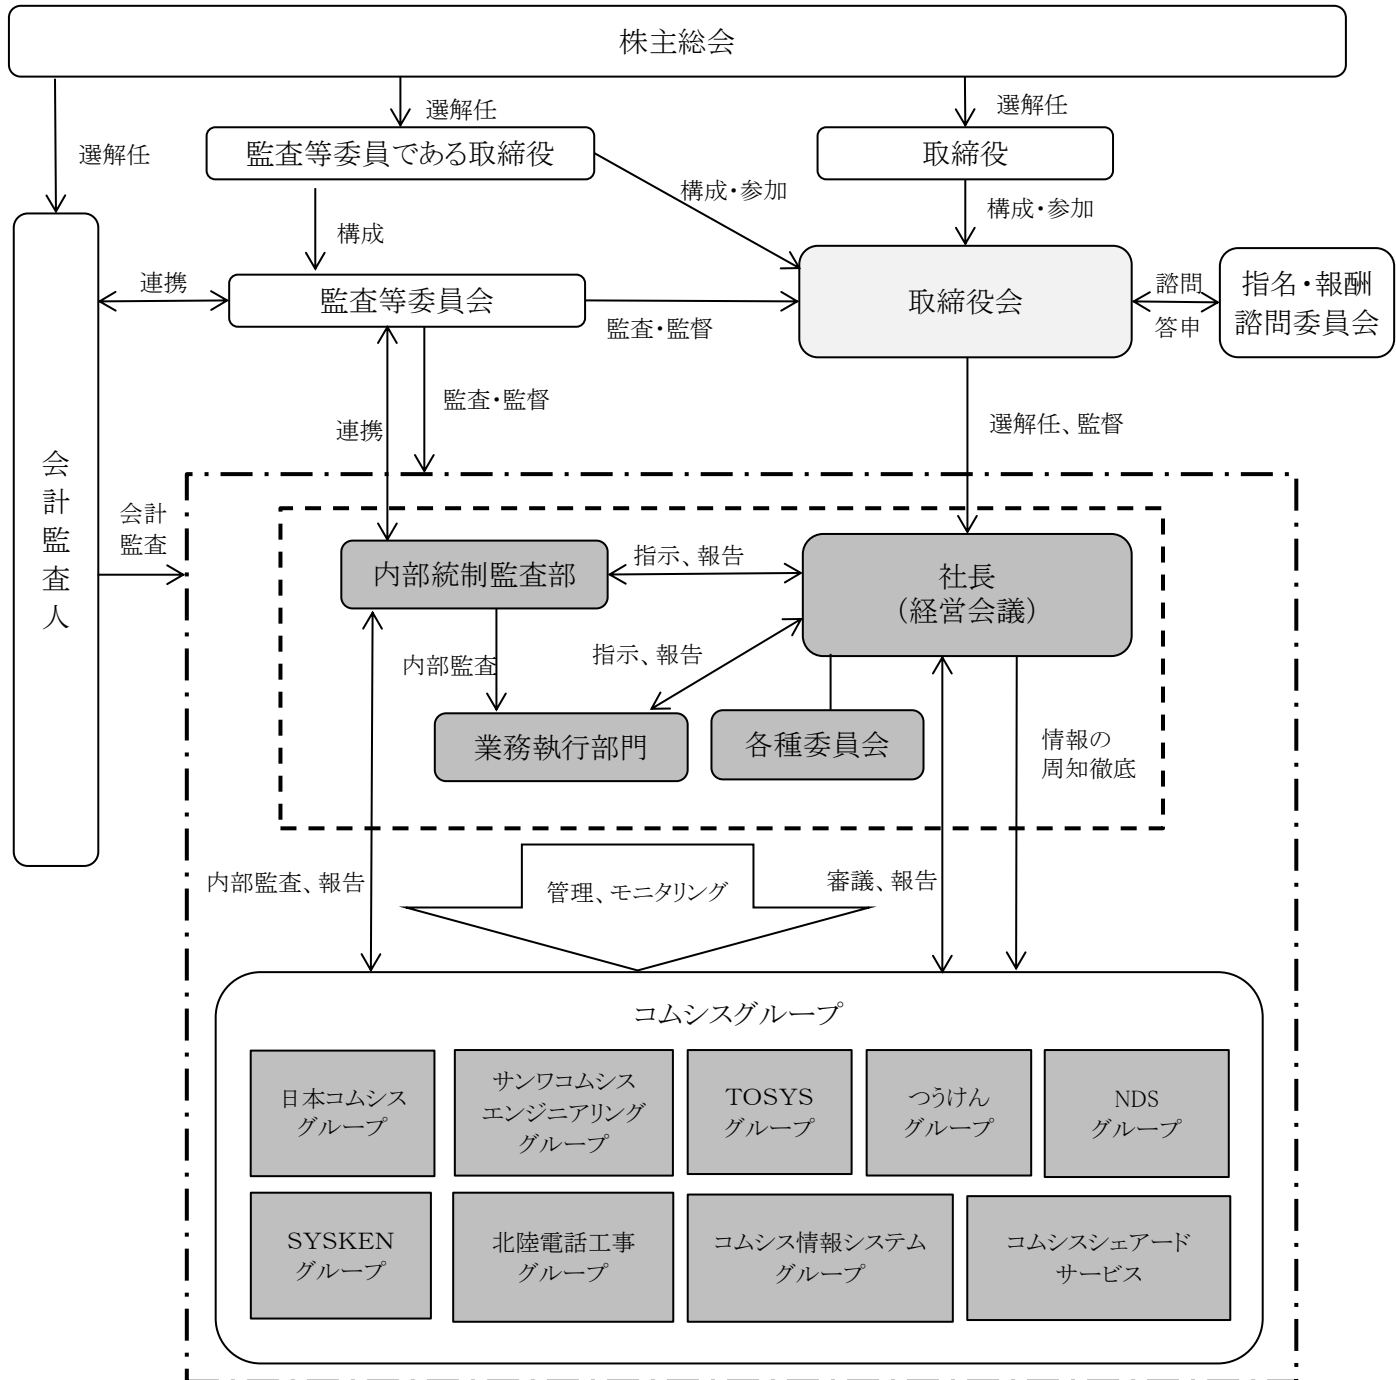 株主総会
選解任
選解任
選解任
監査等委員である取締役
取締役
構成・参加
構成・参加
構成
連携
監査等委員会
監査・監督
取締役会
諮問
答申
指名・報酬
諮問委員会
監査・監督
連携
選解任、監督
会計監査人
会計
監査
内部統制監査部
指示、報告
社長
（経営会議）
内部監査
指示、報告
業務執行部門
各種委員会
情報の
周知徹底
内部監査、報告
管理、モニタリング
審議、報告
コムシスグループ
日本コムシス
グループ
サンワコムシス
エンジニアリング
グループ
TOSYS
グループ
つうけん
グループ
NDS
グループ
SYSKEN
グループ
北陸電話工事
グループ
コムシス情報システム
グループ
コムシスシェアード
サービス